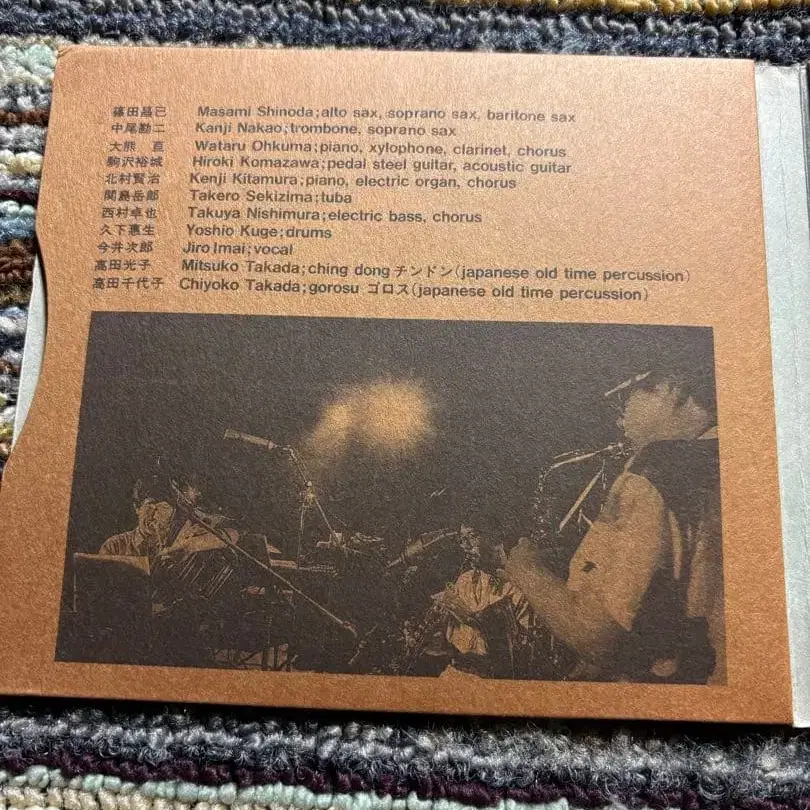 篠田昌已 Masami Shinoda;alto sax, soprano sax, baritone sax
中尾勘二 Kanji Nakao;trombone, soprano sax
大熊 亘 Wataru Ohkuma;piano, xylophone, clarinet, chorus
駒沢裕城 Hiroki Komazawa;pedal steel guitar, acoustic guitar
北村賢治 Kenji Kitamura;piano, electric organ, chorus
関島岳郎 Takero Sekizima;tuba
西村卓也 Takuya Nishimura;electric bass, chorus
久下惠生 Yoshio Kuge;drums
今井次郎 Jiro Imai;vocal
高田光子 Mitsuko Takada;ching dong チンドン(japanese old time percussion)
高田千代子 Chiyoko Takada;gorosu ゴロス(japanese old time percussion)